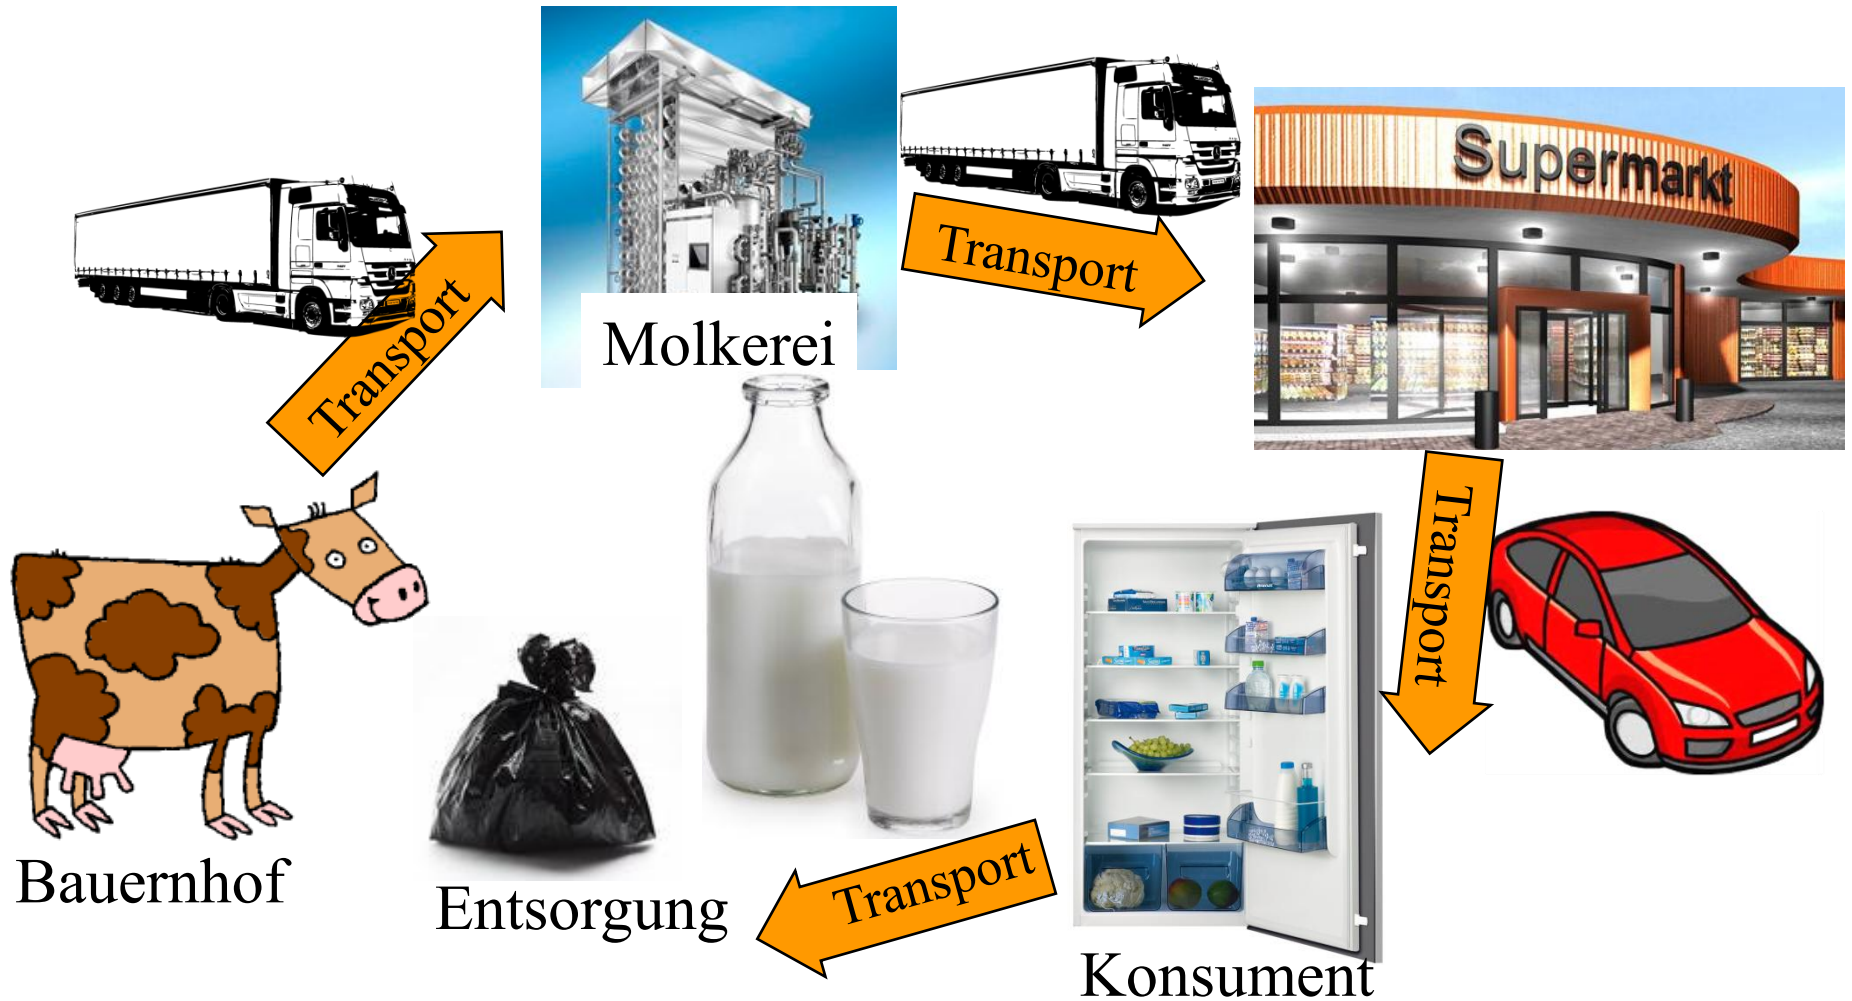 Molkerei
Transport
Supermarkt
Transport
Transport
Bauernhof
Entsorgung
Transport
Konsument